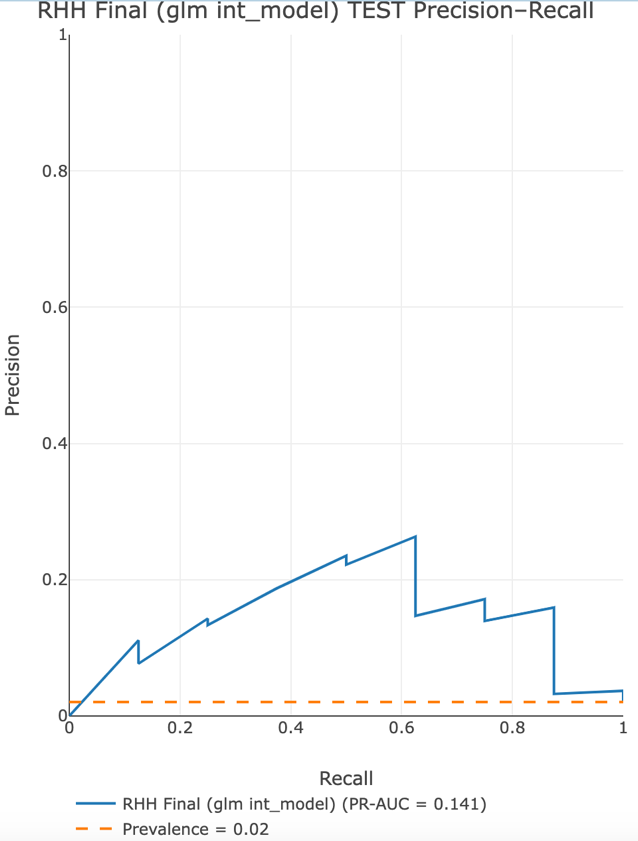 RHH Final (glm int_model) TEST Precision–Recall
1
0.8
0.6
0.4
0.2
0
0 0.2 0.4 0.6 0.8 1
Precision
Recall
RHH Final (glm int_model) (PR-AUC = 0.141)
Prevalence = 0.02